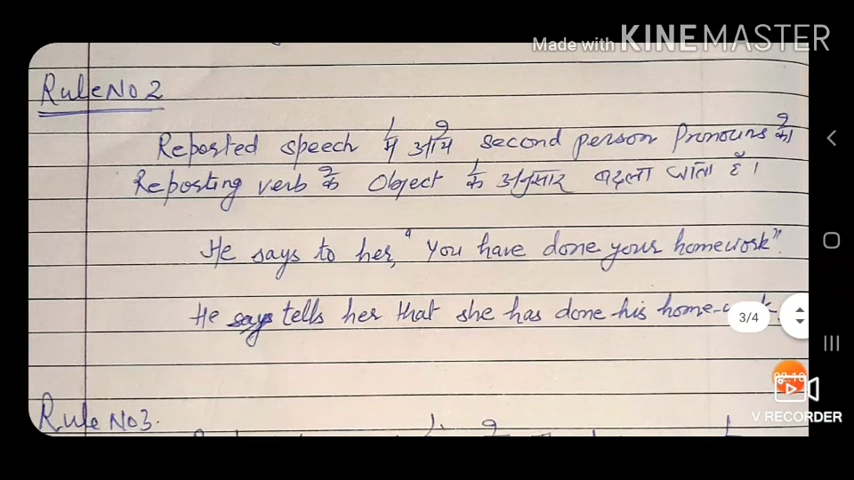 Made with KINEMASTER
Rule No 2
Reported speech में आये second person Pronouns को
Reporting verb के object के अनुसार बदला जाता है।
He says to her, "You have done your homework".
He says tells her that she has done his home-
3/4
V RECORDER
Rule No 3.